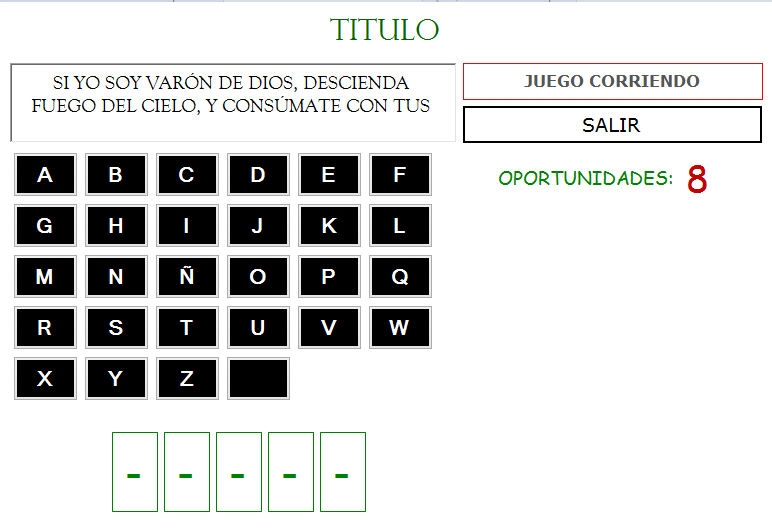 TITULO
SI YO SOY VARÓN DE DIOS, DESCIENDA
FUEGO DEL CIELO, Y CONSÚMATE CON TUS
JUEGO CORRIENDO
SALIR
OPORTUNIDADES: 8
A B C D E F
G H I J K L
M N Ñ O P Q
R S T U V W
X Y Z
- - - - -